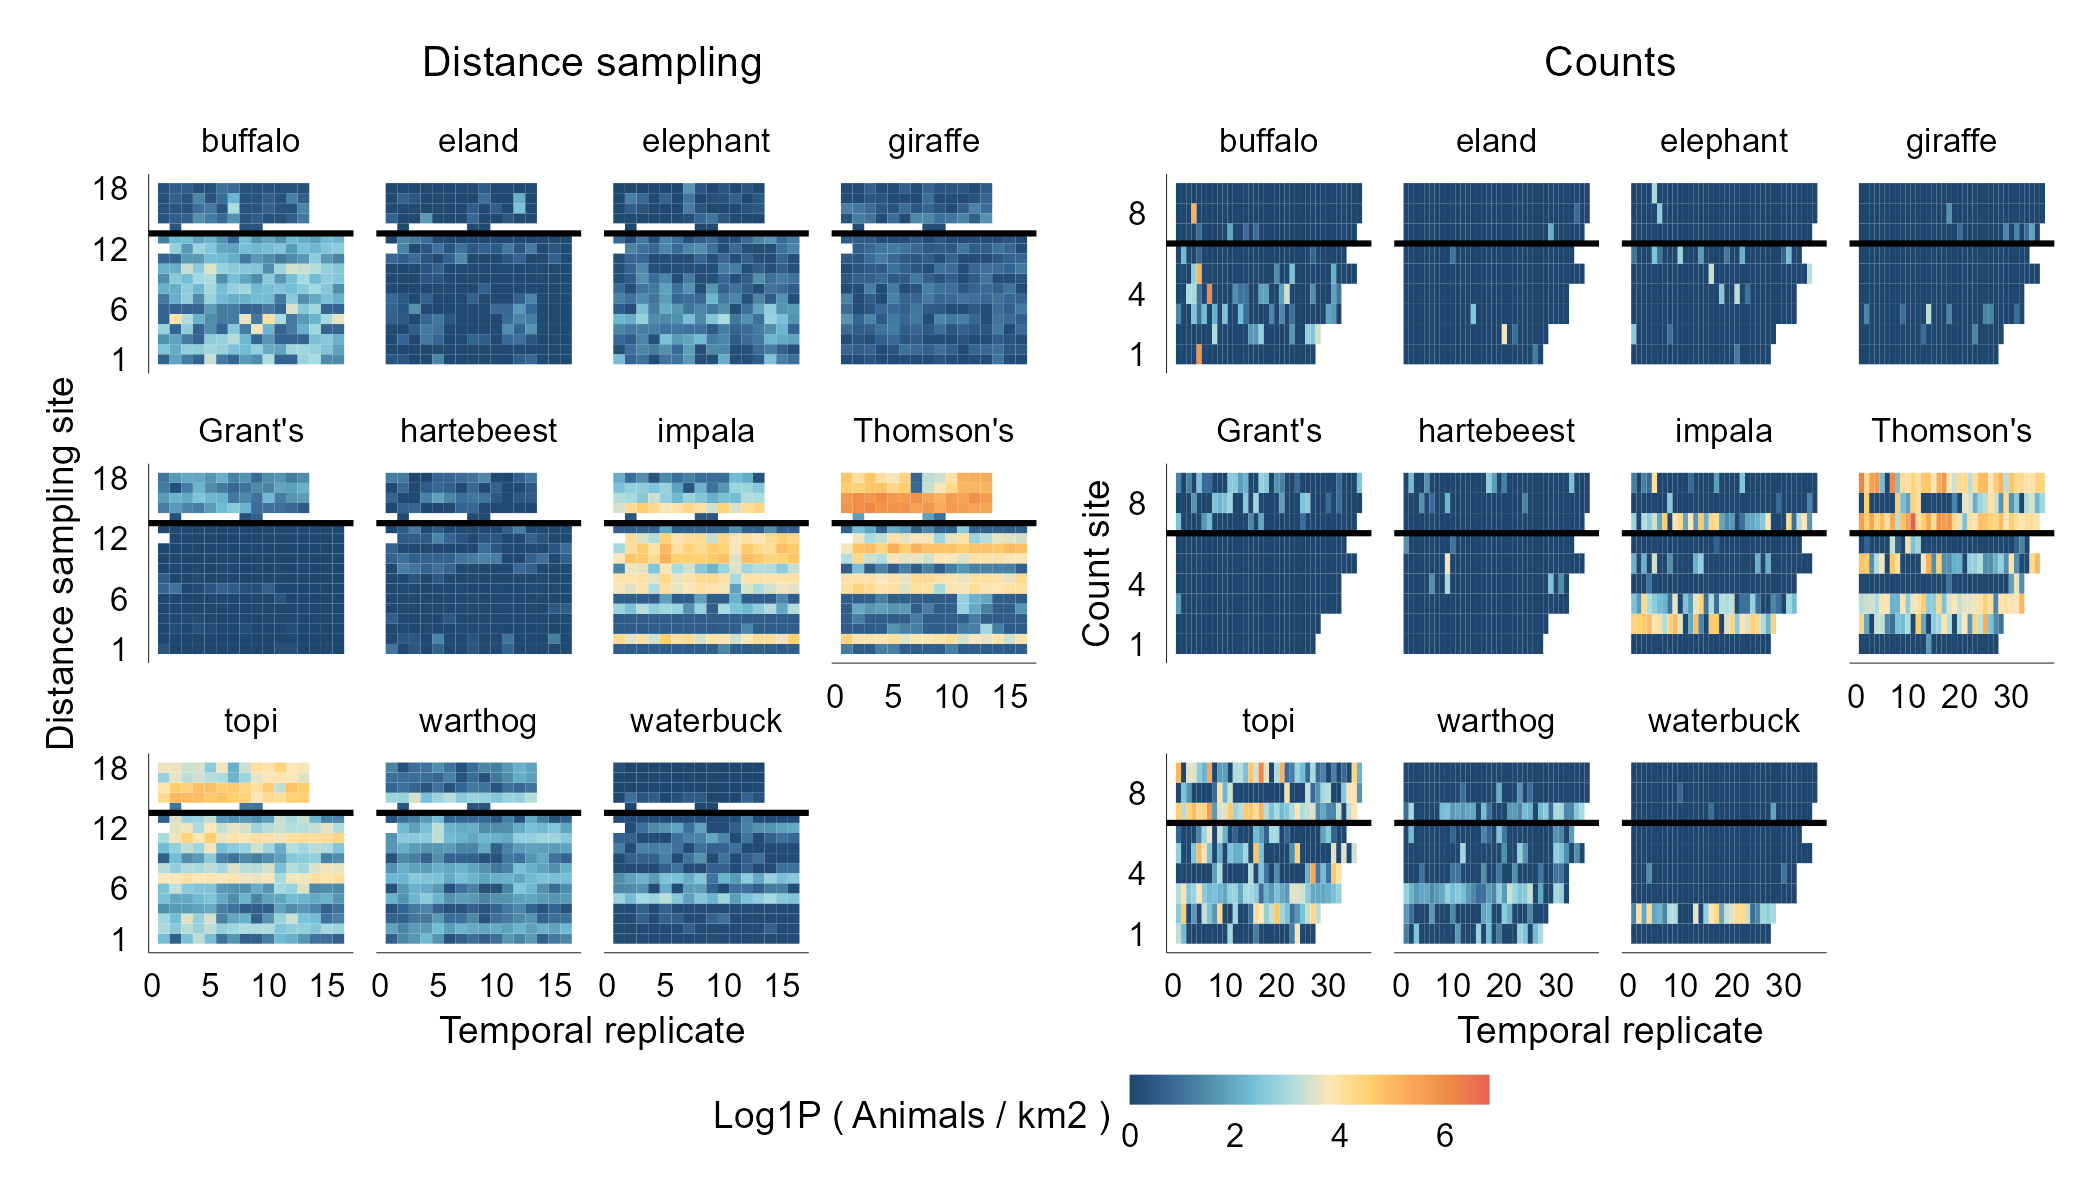 Distance sampling
Counts
buffalo eland elephant giraffe
buffalo eland elephant giraffe
18
12
6
1
8
4
1
Grant's hartebeest impala Thomson's
Grant's hartebeest impala Thomson's
18
12
6
1
8
4
1
0 5 10 15
0 10 20 30
topi warthog waterbuck
topi warthog waterbuck
18
12
6
1
8
4
1
0 5 10 15 0 5 10 15 0 5 10 15
0 10 20 30 0 10 20 30 0 10 20 30
Distance sampling site
Count site
Temporal replicate
Temporal replicate
Log1P ( Animals / km2 )
0 2 4 6